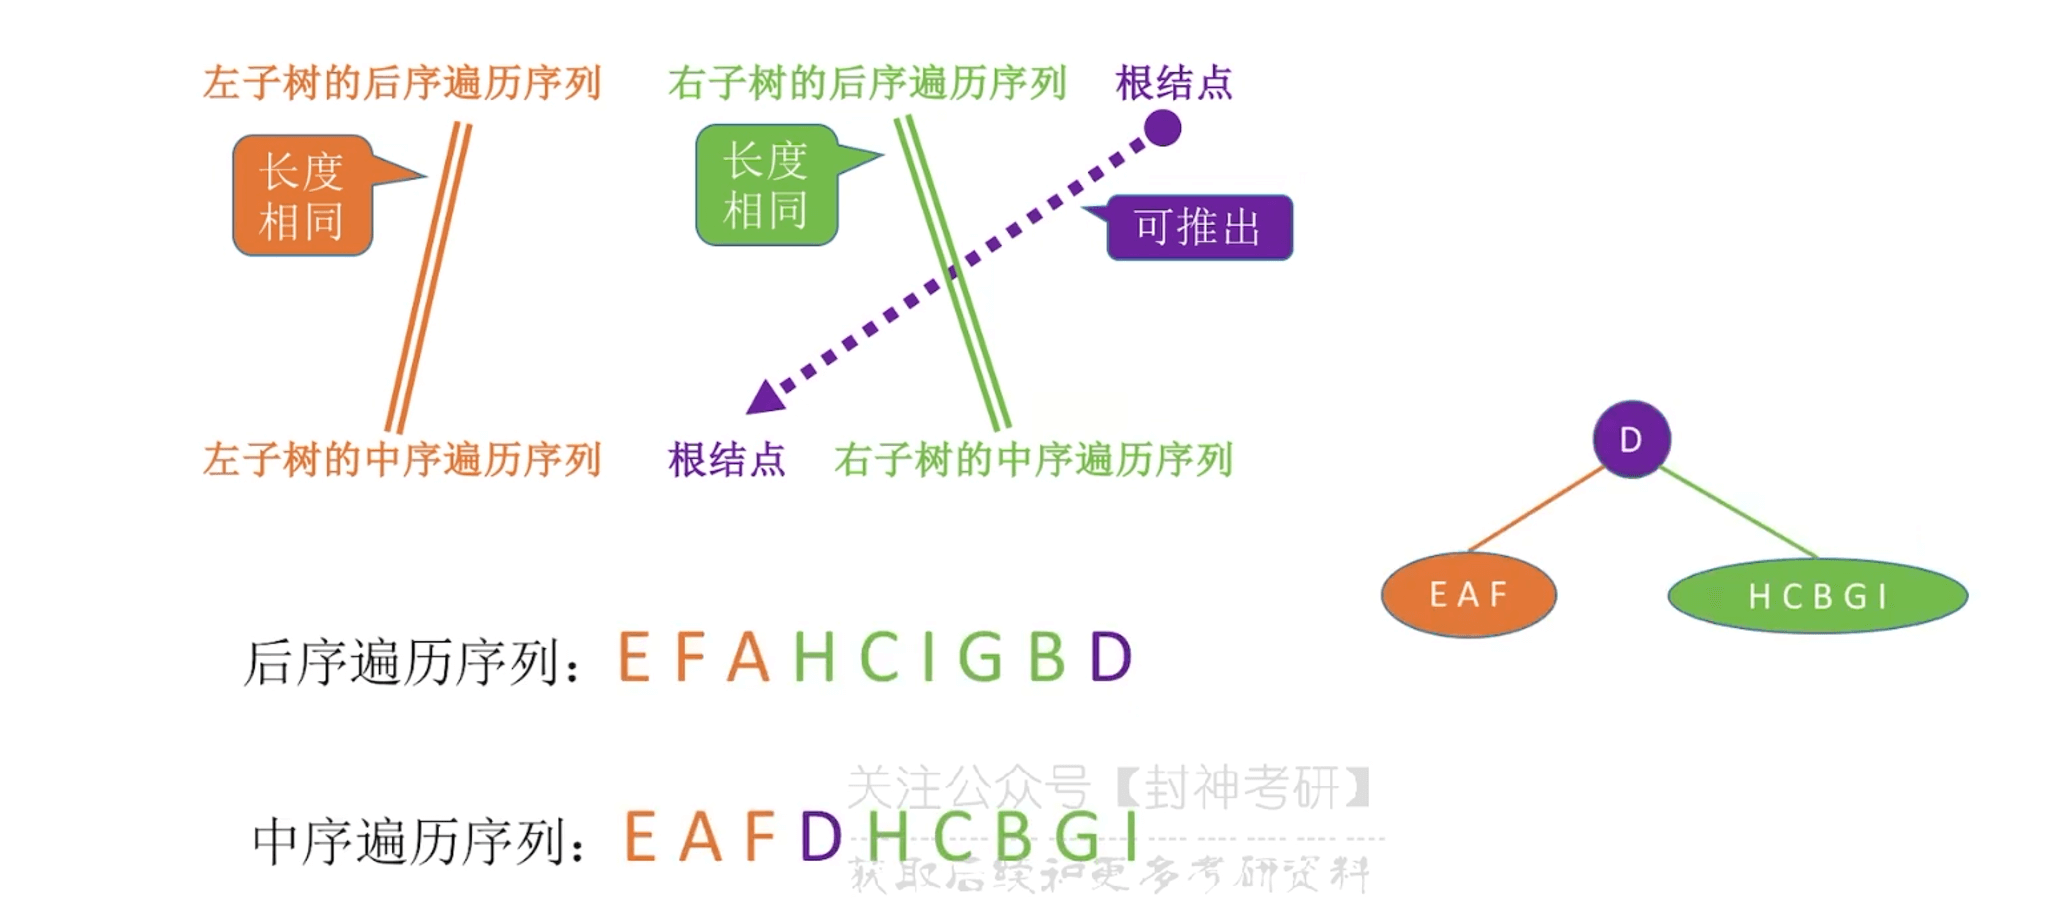 左子树的后序遍历序列 右子树的后序遍历序列 根结点
长度
相同
长度
相同
可推出
左子树的中序遍历序列 根结点 右子树的中序遍历序列
D
E A F
H C B G I
后序遍历序列：E F A H C I G B D
关注公众号【封神考研】
中序遍历序列：E A F D H C B G I
获取后续和更多考研资料